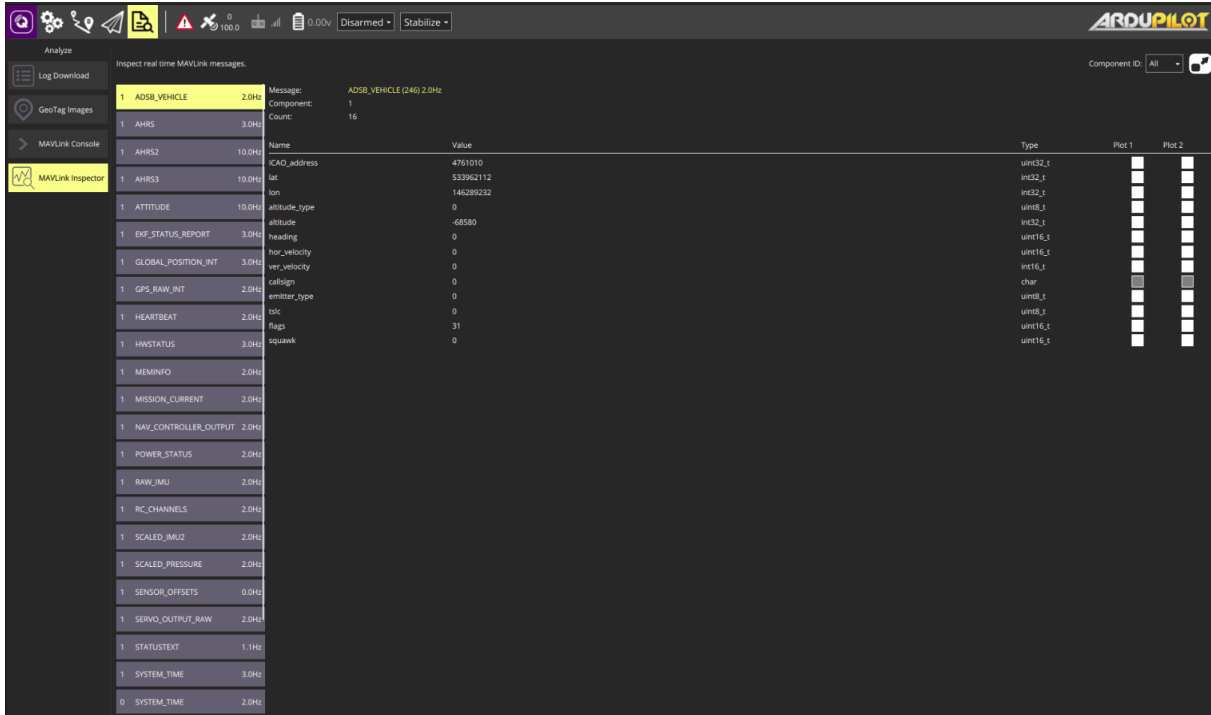 0
100.0
0.00v
Disarmed
Stabilize
ARDUPILOT
Analyze
Log Download
GeoTag Images
MAVLink Console
MAVLink Inspector
Inspect real time MAVLink messages.
Component ID: All
1 ADSB_VEHICLE 2.0Hz
1 AHRS 3.0Hz
1 AHRS2 10.0Hz
1 AHRS3 10.0Hz
1 ATTITUDE 10.0Hz
1 EKF_STATUS_REPORT 3.0Hz
1 GLOBAL_POSITION_INT 3.0Hz
1 GPS_RAW_INT 2.0Hz
1 HEARTBEAT 2.0Hz
1 HWSTATUS 3.0Hz
1 MEMINFO 2.0Hz
1 MISSION_CURRENT 2.0Hz
1 NAV_CONTROLLER_OUTPUT 2.0Hz
1 POWER_STATUS 2.0Hz
1 RAW_IMU 2.0Hz
1 RC_CHANNELS 2.0Hz
1 SCALED_IMU2 2.0Hz
1 SCALED_PRESSURE 2.0Hz
1 SENSOR_OFFSETS 0.0Hz
1 SERVO_OUTPUT_RAW 2.0Hz
1 STATUSTEXT 1.1Hz
1 SYSTEM_TIME 3.0Hz
0 SYSTEM_TIME 2.0Hz
Message: ADSB_VEHICLE (246) 2.0Hz
Component: 1
Count: 16
Name Value Type Plot 1 Plot 2
ICAO_address 4761010 uint32_t
lat 533962112 int32_t
lon 146289232 int32_t
altitude_type 0 uint8_t
altitude -68580 int32_t
heading 0 uint16_t
hor_velocity 0 uint16_t
ver_velocity 0 int16_t
callsign 0 char
emitter_type 0 uint8_t
tslc 0 uint8_t
flags 31 uint16_t
squawk 0 uint16_t